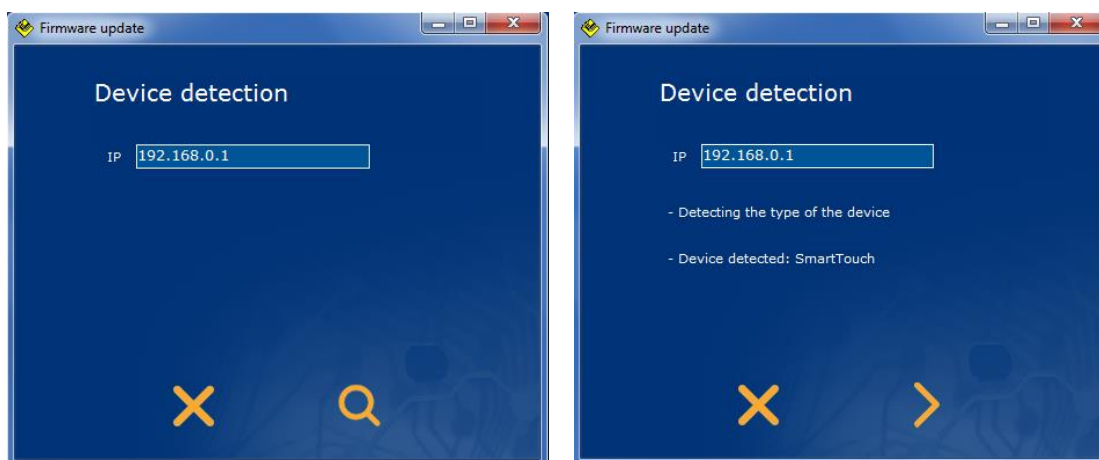 Firmware update
Device detection
IP 192.168.0.1
Firmware update
Device detection
IP 192.168.0.1
- Detecting the type of the device
- Device detected: SmartTouch